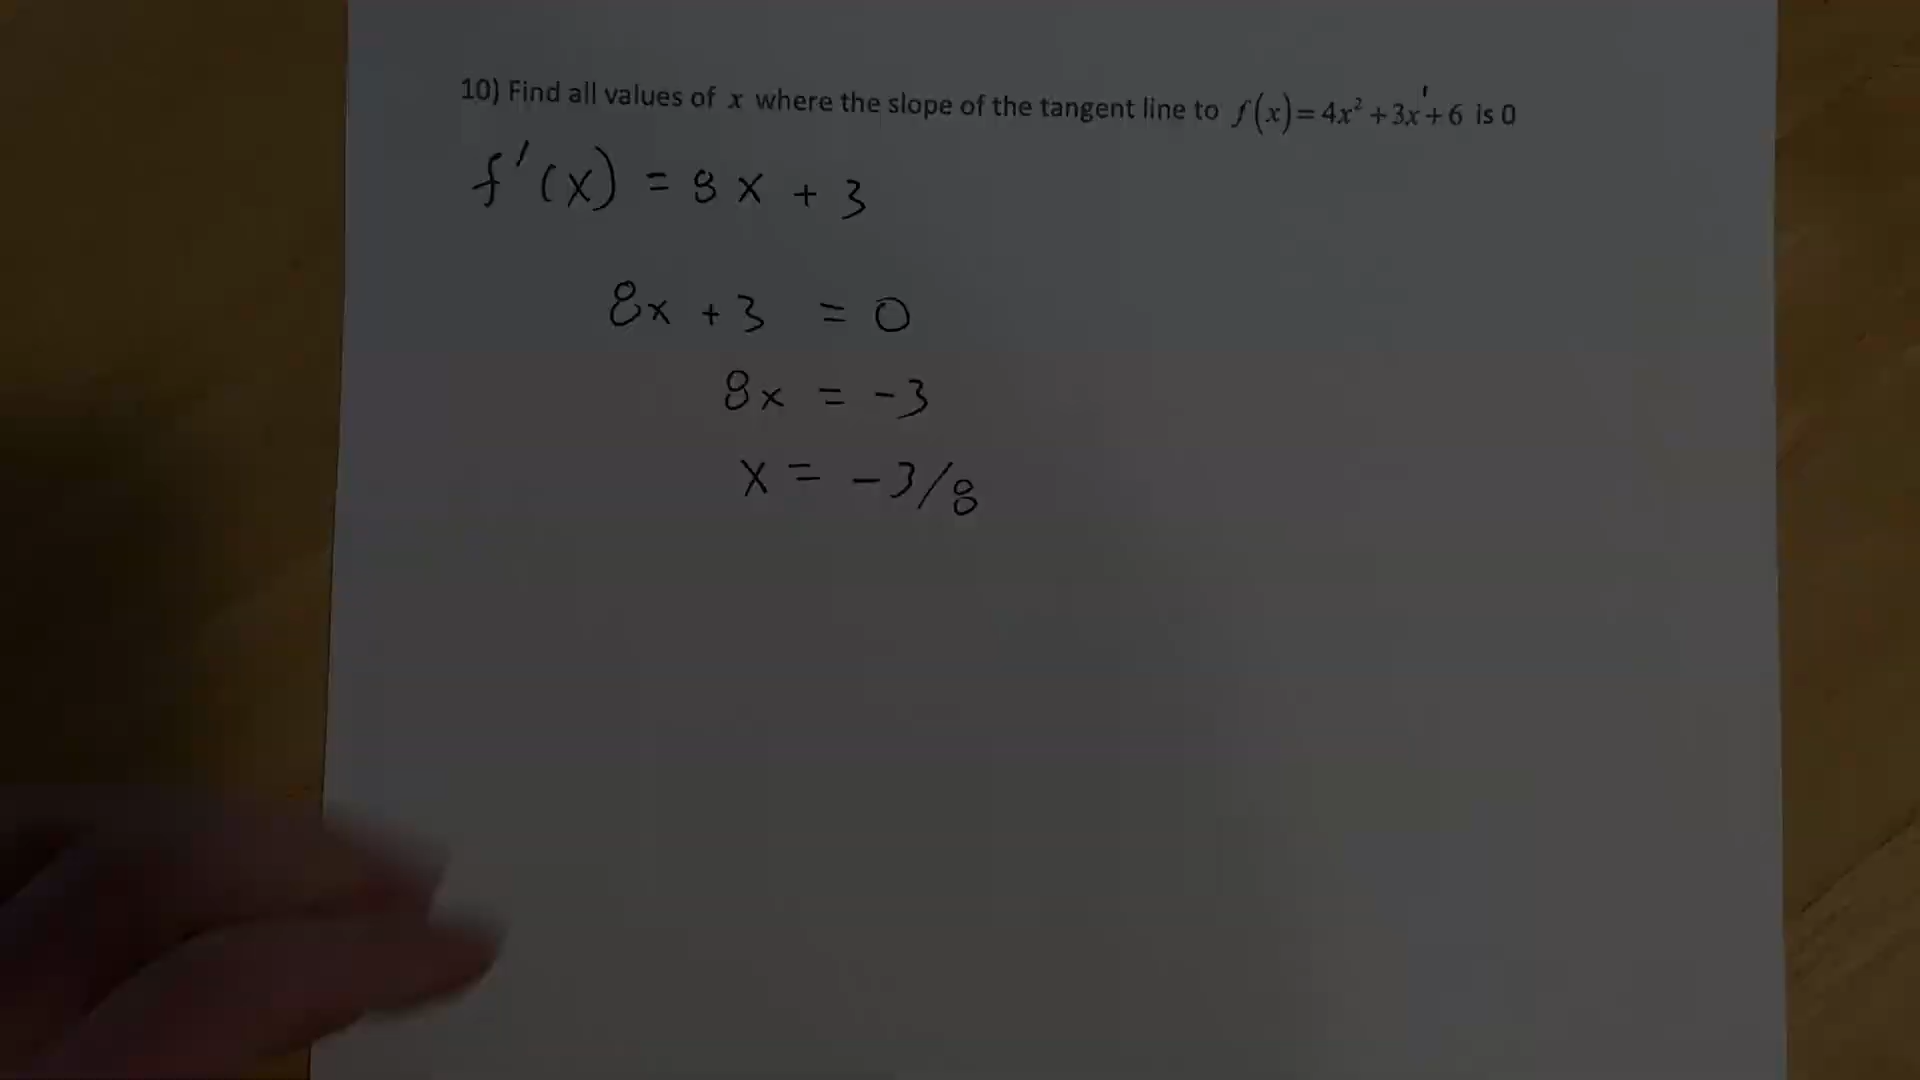 10) Find all values of x where the slope of the tangent line to f(x)=4x²+3x¹+6 is 0
f'(x) = 8x + 3
8x + 3 = 0
8x = -3
x = -3/8